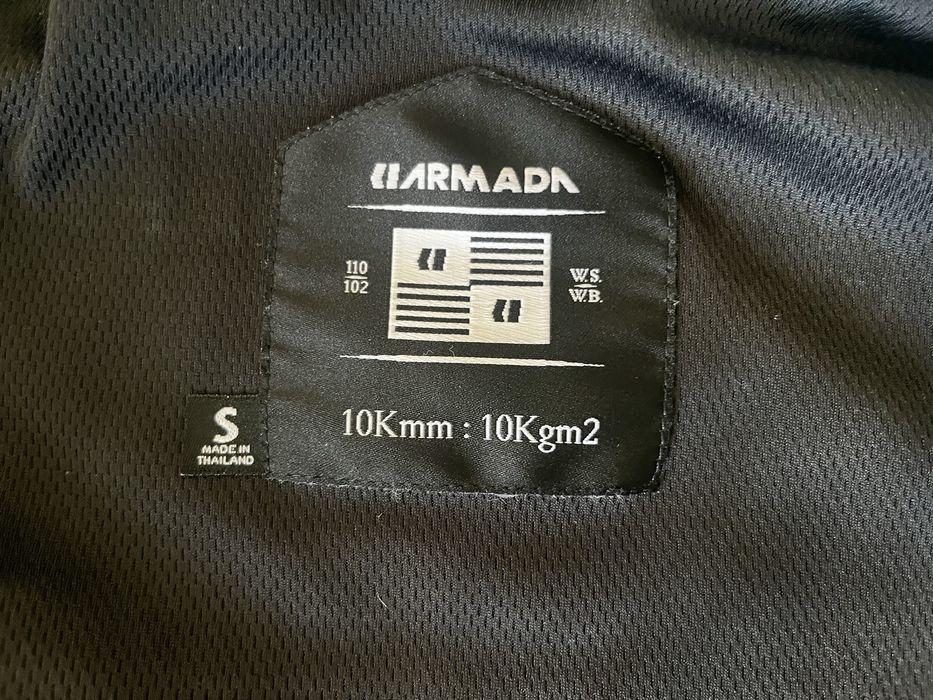 ARMADA
110
102
W.S.
W.B.
10Kmm : 10Kgm2
S
MADE IN
THAILAND